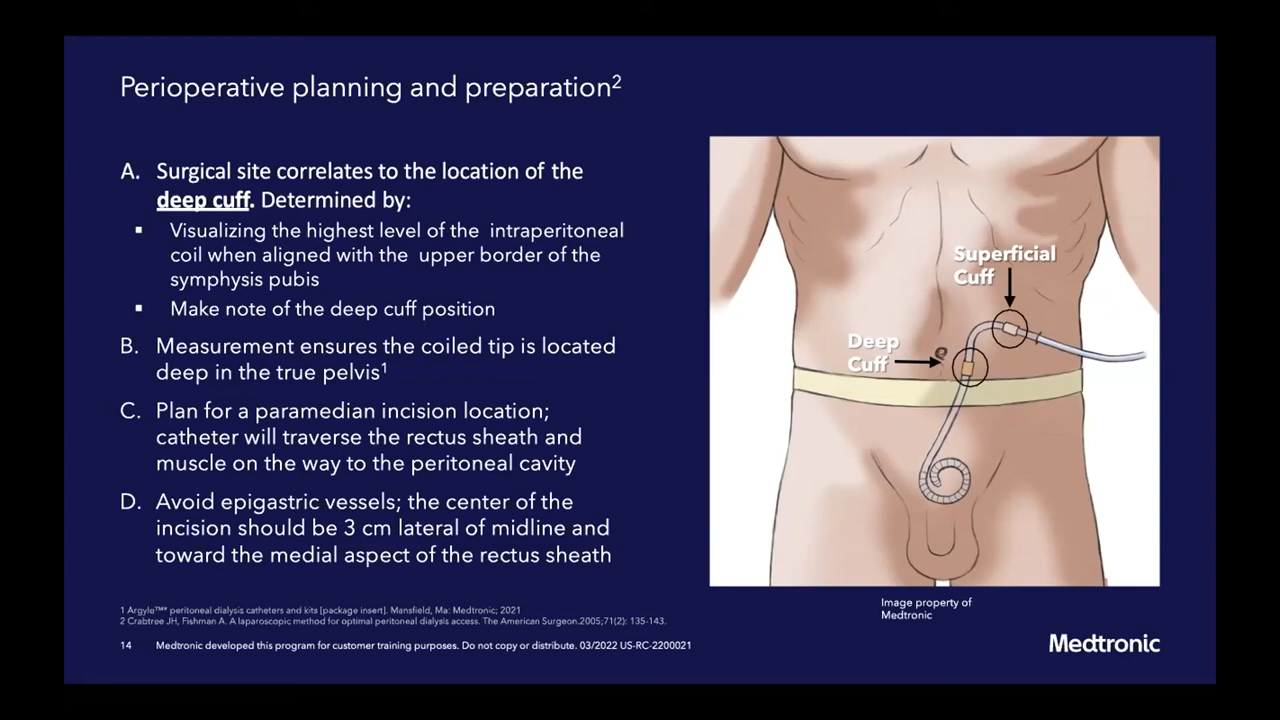 Perioperative planning and preparation2
A. Surgical site correlates to the location of the
deep cuff. Determined by:
▪ Visualizing the highest level of the intraperitoneal
coil when aligned with the upper border of the
symphysis pubis
▪ Make note of the deep cuff position
B. Measurement ensures the coiled tip is located
deep in the true pelvis1
C. Plan for a paramedian incision location;
catheter will traverse the rectus sheath and
muscle on the way to the peritoneal cavity
D. Avoid epigastric vessels; the center of the
incision should be 3 cm lateral of midline and
toward the medial aspect of the rectus sheath
Superficial
Cuff
Deep
Cuff
Image property of
Medtronic
1 Argyle™* peritoneal dialysis catheters and kits [package insert]. Mansfield, Ma: Medtronic; 2021
2 Crabtree JH, Fishman A. A laparoscopic method for optimal peritoneal dialysis access. The American Surgeon.2005;71(2): 135-143.
14 Medtronic developed this program for customer training purposes. Do not copy or distribute. 03/2022 US-RC-2200021
Medtronic